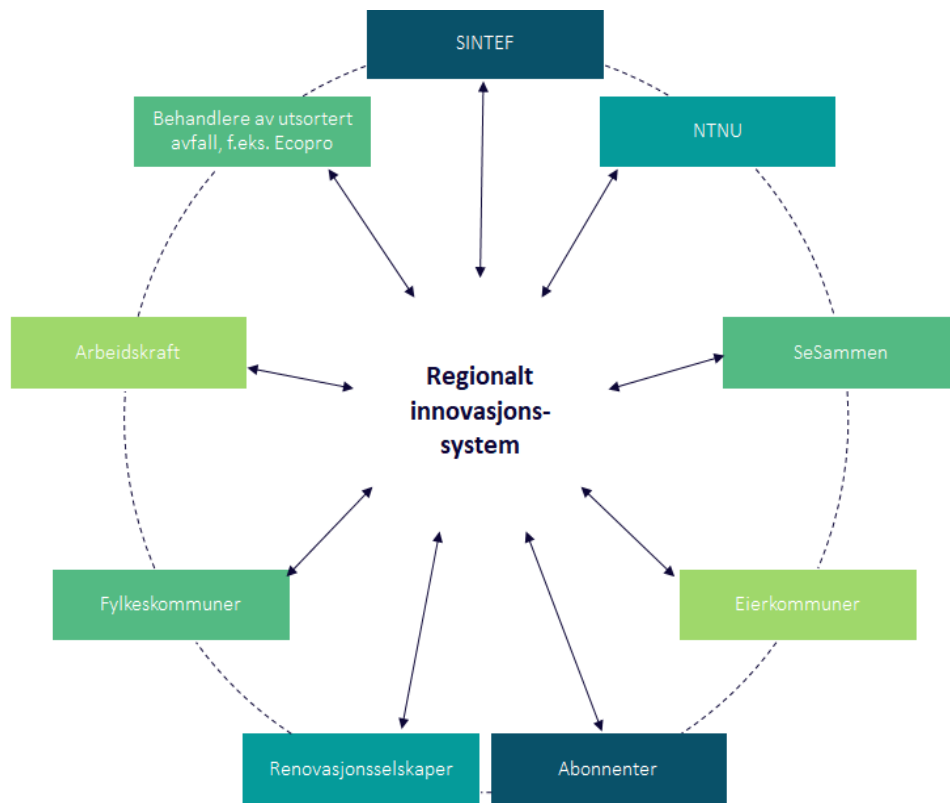 SINTEF
Behandlere av utsortert
avfall, f.eks. Ecopro
NTNU
Arbeidskraft
SeSammen
Regionalt
innovasjons-
system
Fylkeskommuner
Eierkommuner
Renovasjonsselskaper
Abonnenter